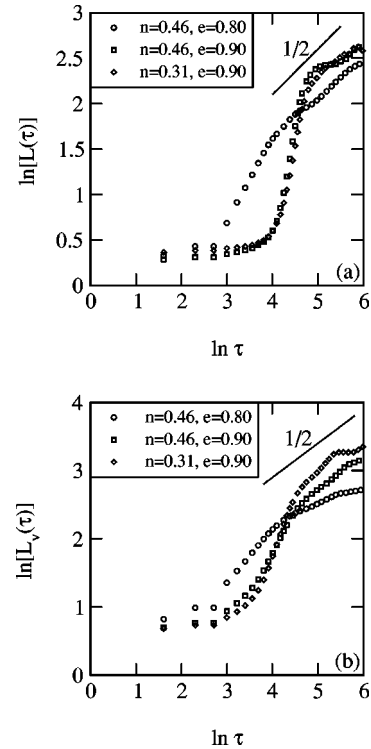 3
n=0.46, e=0.80
n=0.46, e=0.90
n=0.31, e=0.90
1/2
2.5
2
1.5
1
0.5
0
ln[L(τ)]
(a)
0 1 2 3 4 5 6
ln τ
4
n=0.46, e=0.80
n=0.46, e=0.90
n=0.31, e=0.90
1/2
3
2
1
0
ln[Lv(τ)]
(b)
0 1 2 3 4 5 6
ln τ